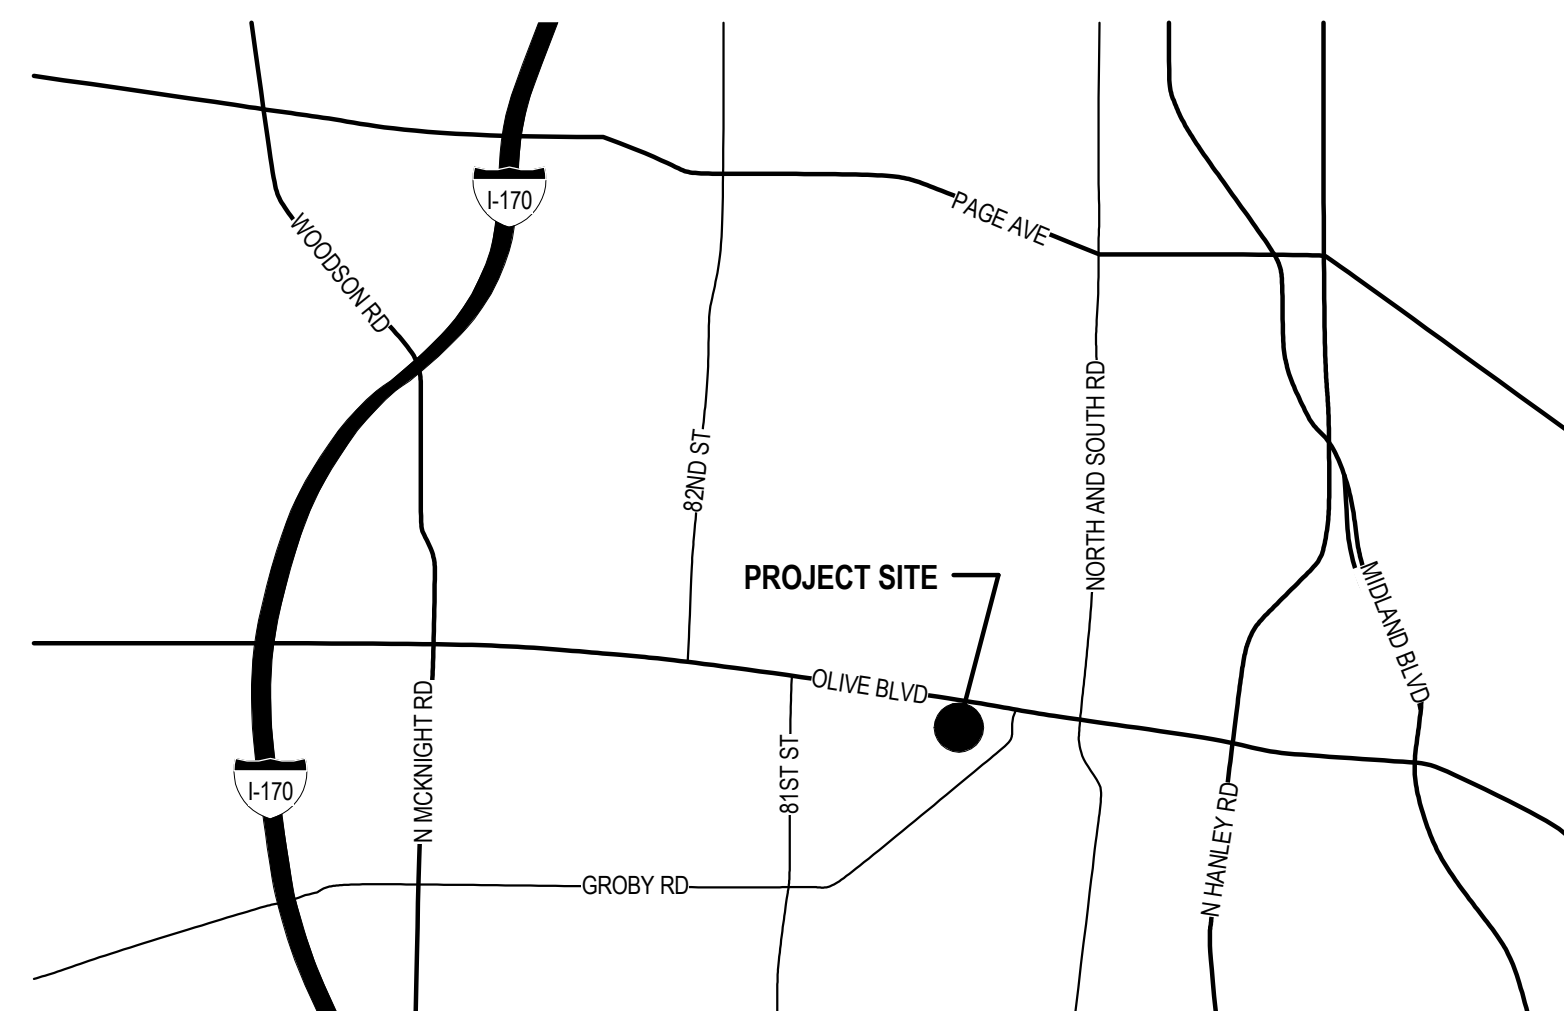 I-170
PAGE AVE
WOODSON RD
NORTH AND SOUTH RD
82ND ST
PROJECT SITE
MIDLAND BLVD
OLIVE BLVD
N MCKNIGHT RD
81ST ST
I-170
N HANLEY RD
GROBY RD